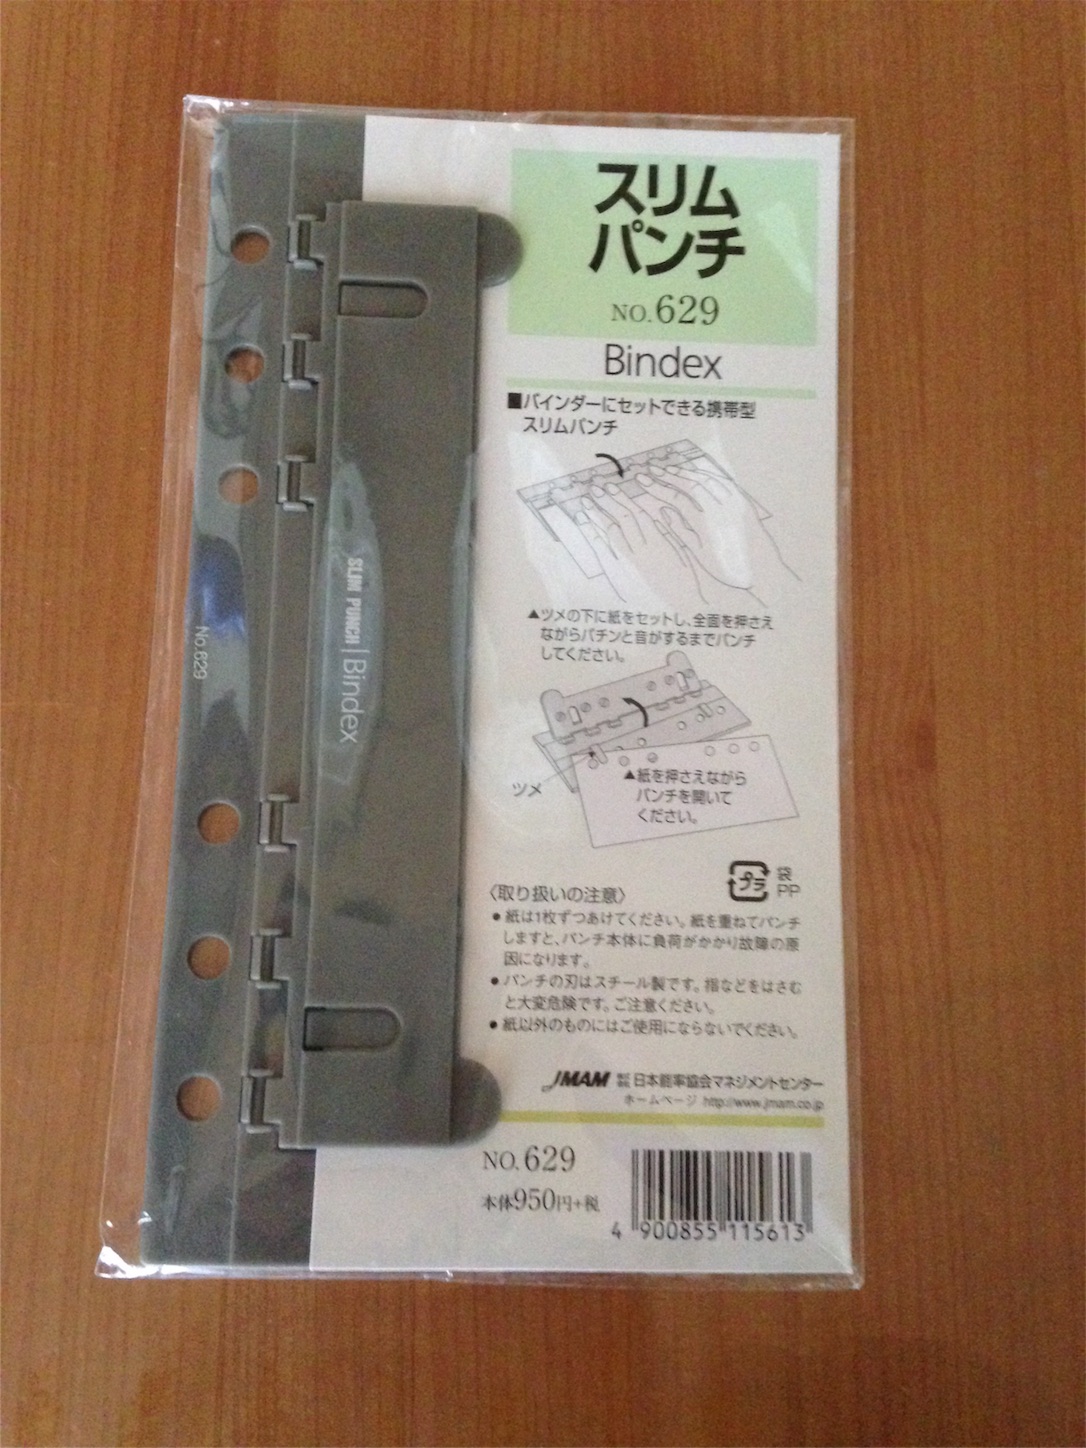 スリム
パンチ
NO.629
Bindex
■バインダーにセットできる携帯型
スリムパンチ
▲ツメの下に紙をセットし、全面を押さえ
ながらパチンと音がするまでパンチ
してください。
ツメ
▲紙を押さえながら
パンチを開いて
ください。
プラ
袋
PP
〈取り扱いの注意〉
●紙は1枚ずつあけてください。紙を重ねてパンチ
しますと、パンチ本体に負荷がかかり故障の原
因になります。
●パンチの刃はスチール製です。指などをはさむ
と大変危険です。ご注意ください。
●紙以外のものにはご使用にならないでください。
JMAM 株式会社 日本能率協会マネジメントセンター
ホームページ http://www.jmam.co.jp
NO.629
本体950円+税
4 900855 115613
SLIM PUNCH | Bindex
No.629